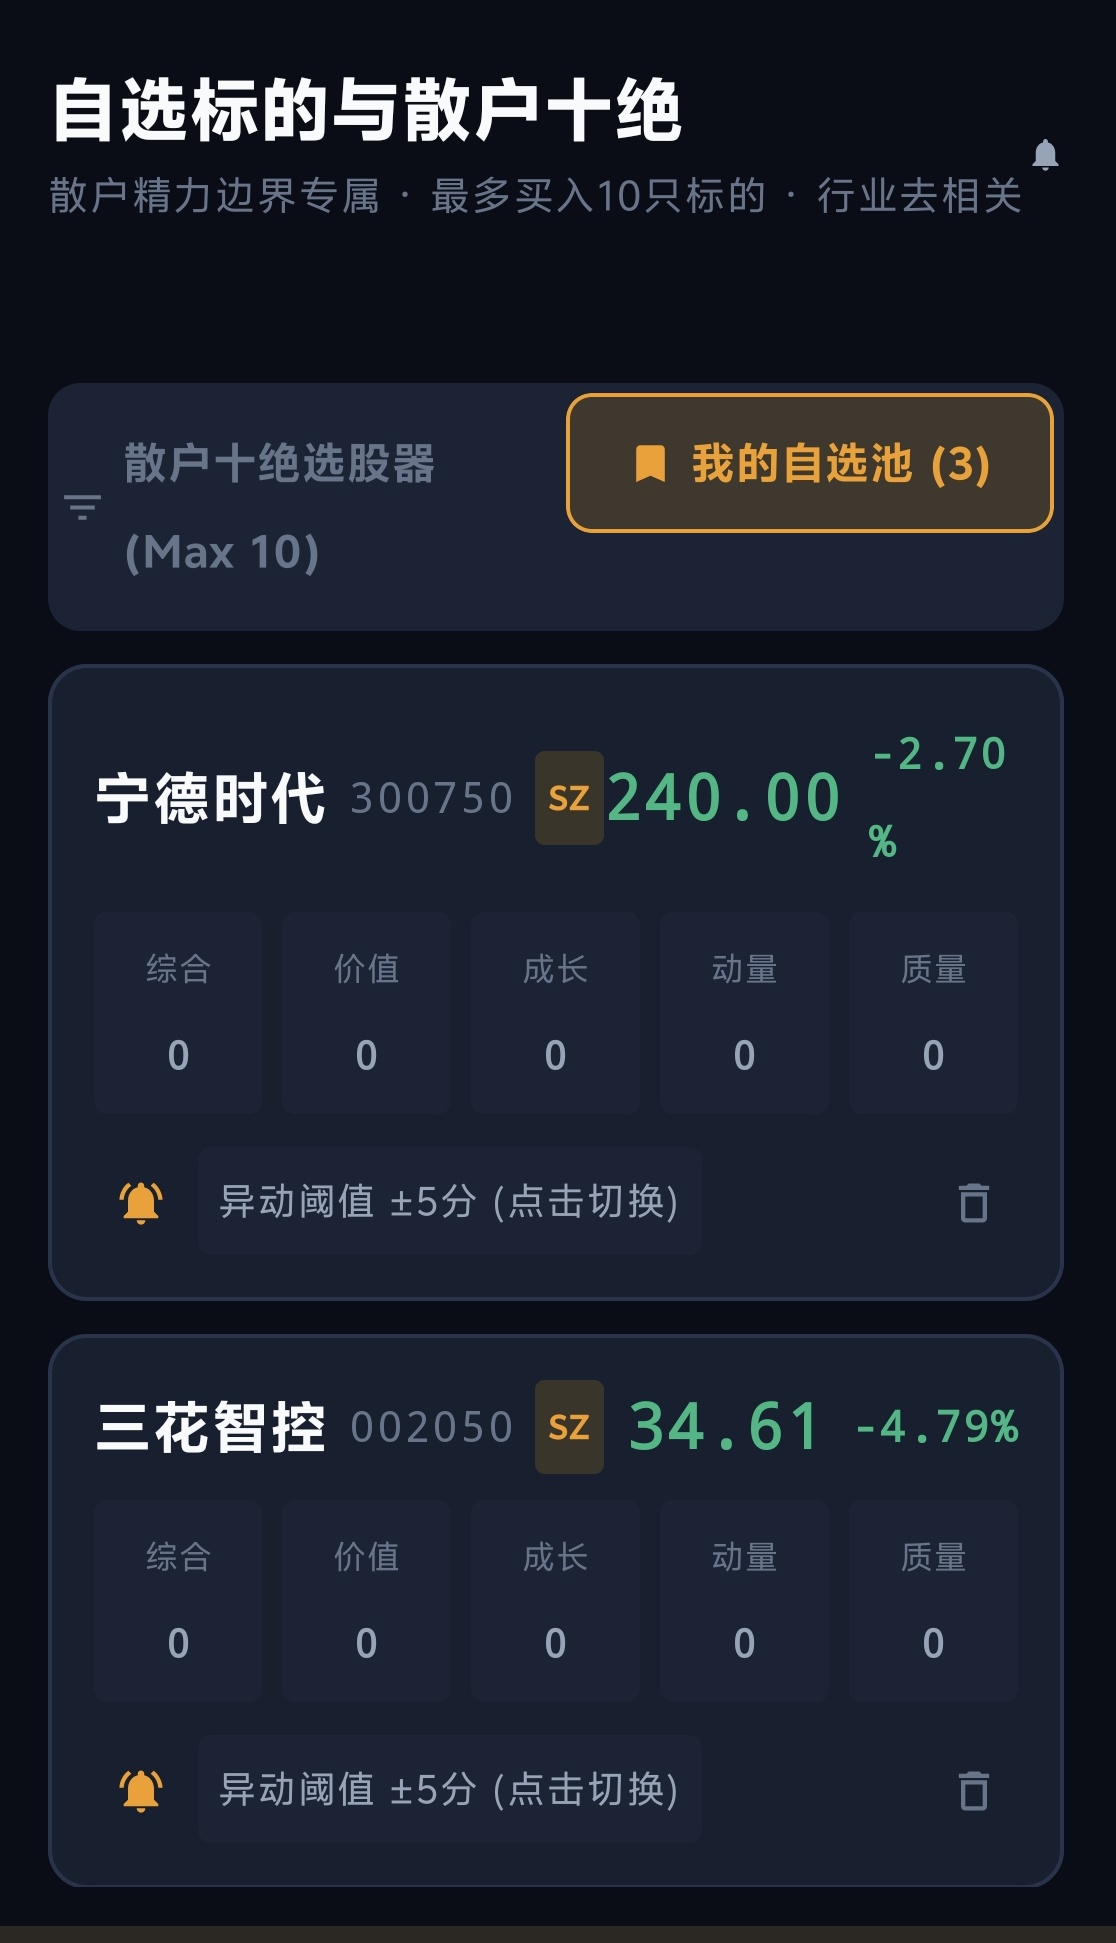 自选标的与散户十绝
散户精力边界专属 · 最多买入10只标的 · 行业去相关
散户十绝选股器
(Max 10)
我的自选池 (3)
宁德时代 300750 SZ 240.00 -2.70
%
综合 价值 成长 动量 质量
0 0 0 0 0
异动阈值 ±5分 (点击切换)
三花智控 002050 SZ 34.61 -4.79%
综合 价值 成长 动量 质量
0 0 0 0 0
异动阈值 ±5分 (点击切换)